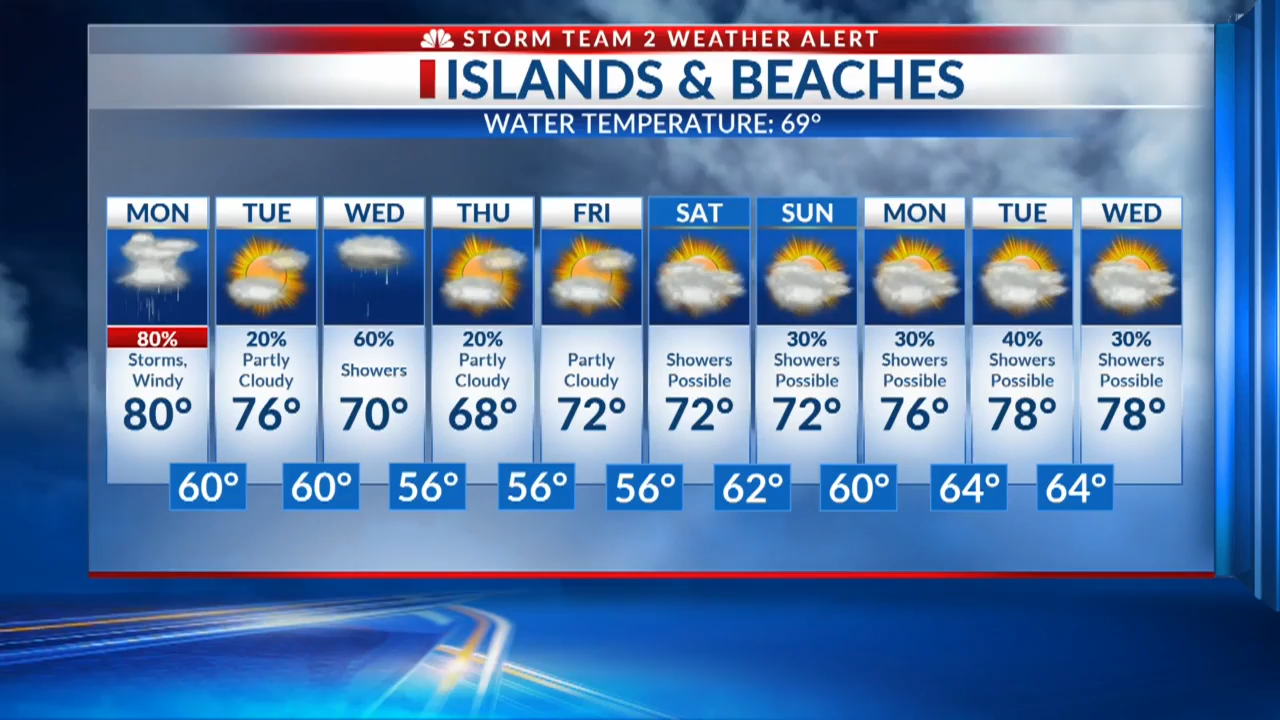 STORM TEAM 2 WEATHER ALERT
ISLANDS & BEACHES
WATER TEMPERATURE: 69°
MON TUE WED THU FRI SAT SUN MON TUE WED
80% 20% 60% 20% 30% 30% 40% 30%
Storms, Partly Showers Partly Partly Showers Showers Showers Showers Showers
Windy Cloudy Cloudy Cloudy Possible Possible Possible Possible Possible
80° 76° 70° 68° 72° 72° 72° 76° 78° 78°
60° 60° 56° 56° 56° 62° 60° 64° 64°